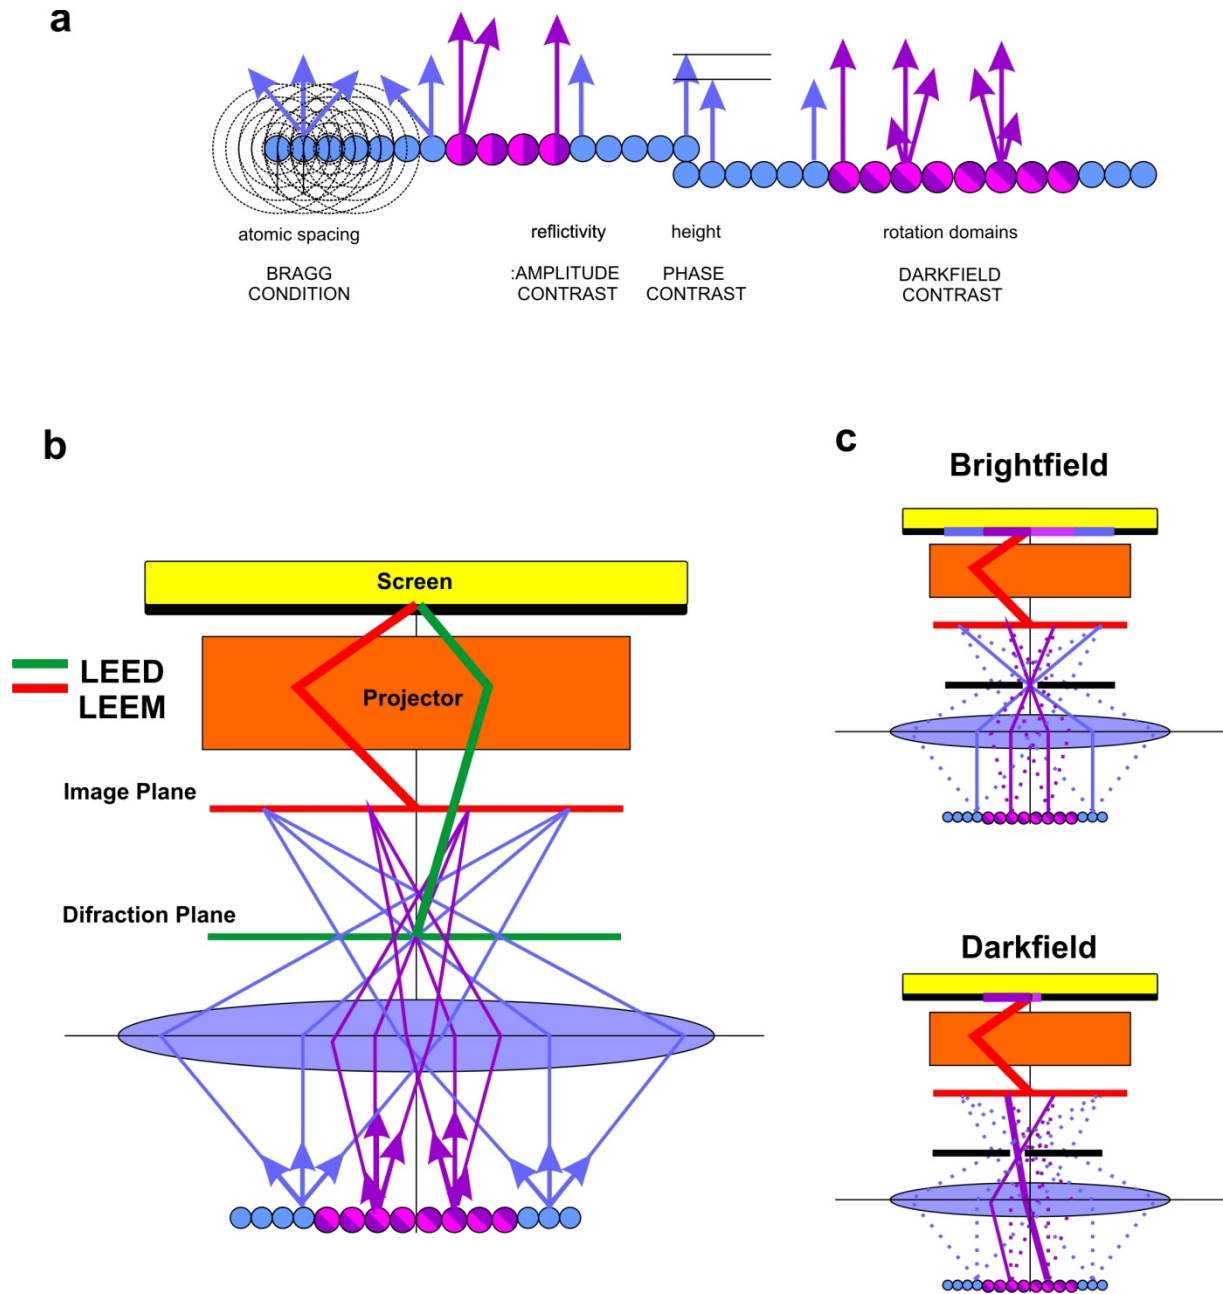 a
atomic spacing
BRAGG
CONDITION
reflictivity
:AMPLITUDE
CONTRAST
height
PHASE
CONTRAST
rotation domains
DARKFIELD
CONTRAST
b
Screen
LEED
LEEM
Projector
Image Plane
Difraction Plane
c
Brightfield
Darkfield